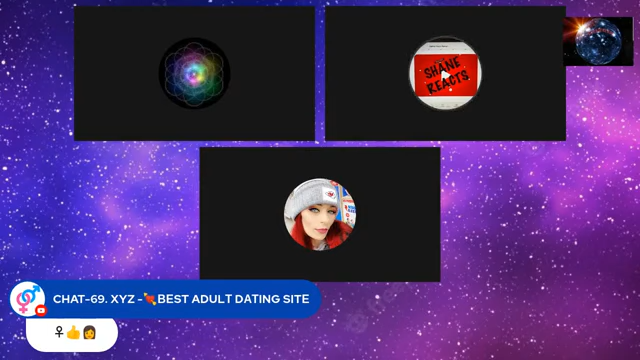 SHANE
REACTS
CHAT-69. XYZ -💘BEST ADULT DATING SITE
♀👍👩